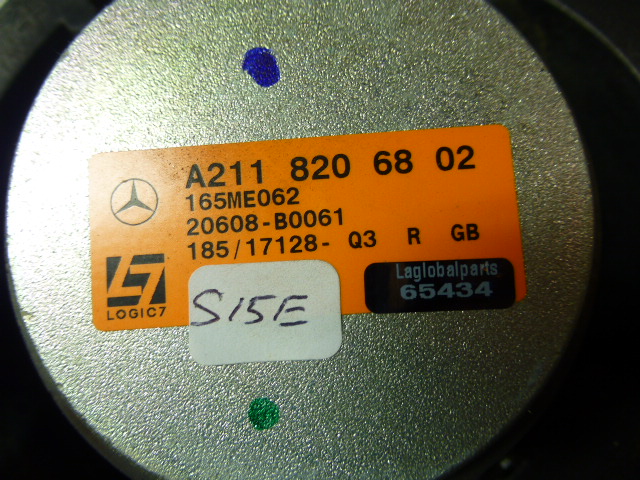 A211 820 68 02
165ME062
20608-B0061
185/17128- Q3 R GB
LOGIC7
S15E
Laglobalparts
65434